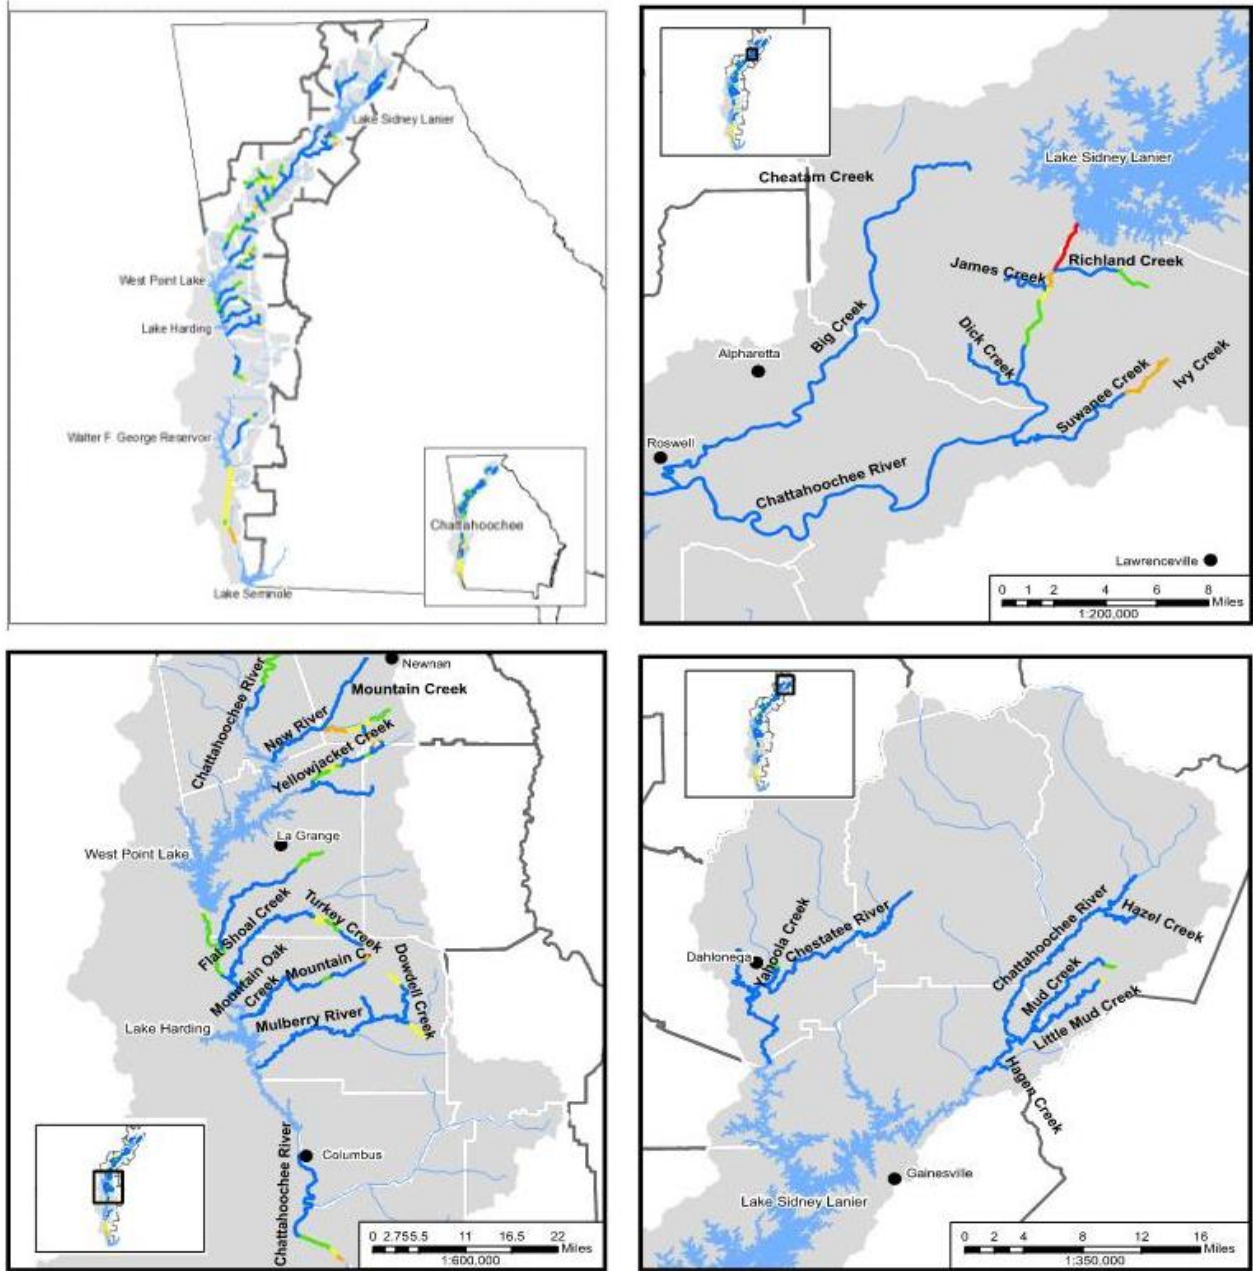 Lake Sidney Lanier
West Point Lake
Lake Harding
Walter F. George Reservoir
Chattahoochee
Lake Seminole
Cheatam Creek
Lake Sidney Lanier
James Creek
Richland Creek
Big Creek
Dick Creek
Alpharetta
Suwanee Creek
Ivy Creek
Roswell
Chattahoochee River
Lawrenceville
0 1 2 4 6 8
Miles
1:200,000
Newnan
Mountain Creek
Chattahoochee River
New River
Yellowjacket Creek
La Grange
West Point Lake
Flat Shoal Creek
Turkey Creek
Mountain Oak
Creek
Mountain C.
Dowdell Creek
Lake Harding
Mulberry River
Chattahoochee River
Columbus
0 2.755.5 11 16.5 22
Miles
1:600,000
Yahoola Creek
Chestatee River
Dahlonega
Chattahoochee River
Hazel Creek
Mud Creek
Little Mud Creek
Hagen Creek
Gainesville
Lake Sidney Lanier
0 2 4 8 12 16
Miles
1:350,000